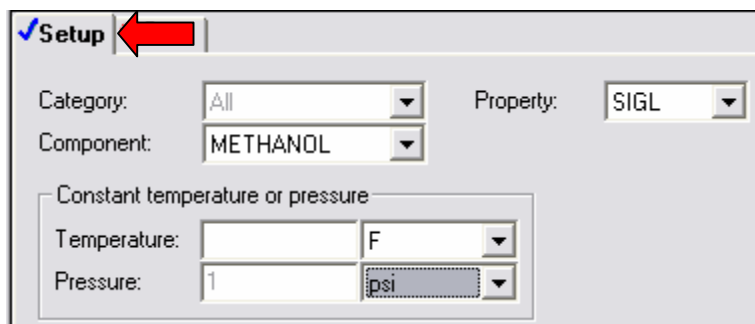 Setup
Category: All Property: SIGL
Component: METHANOL
Constant temperature or pressure
Temperature: F
Pressure: 1 psi